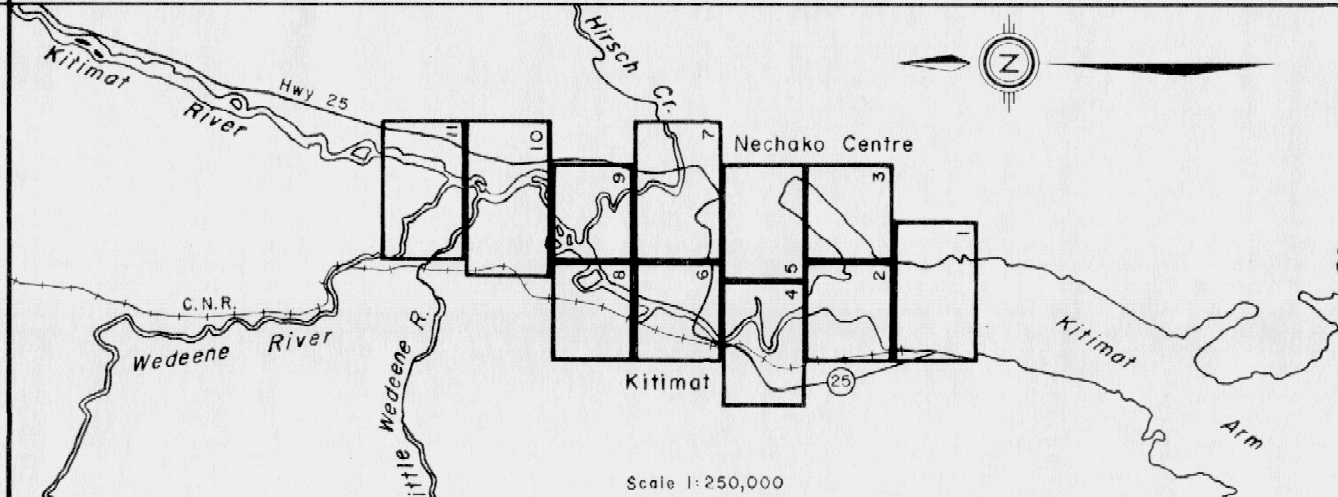 Hirsch Cr.
N
Kitimat River
Hwy 25
11
10
9
7
Nechako Centre
3
1
8
6
5
2
4
C.N.R.
Wedeene River
ittle Wedeene R.
Kitimat
25
Kitimat Arm
Scale 1:250,000